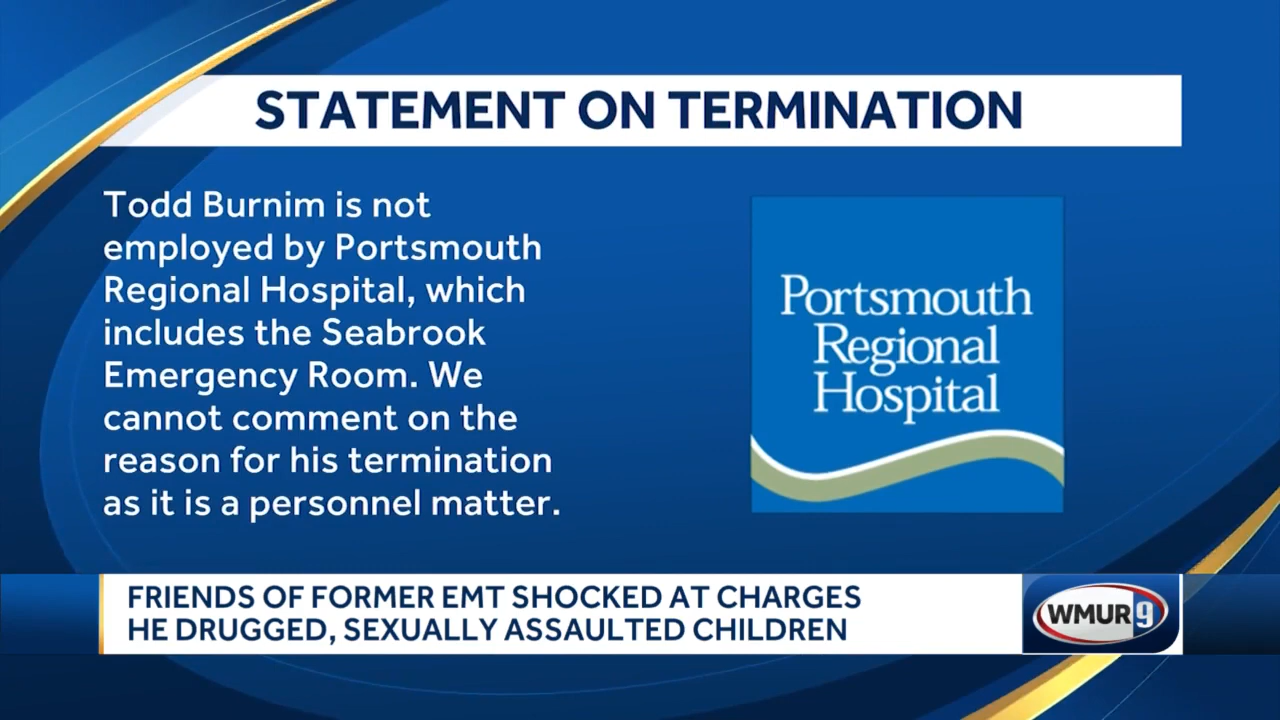 STATEMENT ON TERMINATION
Todd Burnim is not
employed by Portsmouth
Regional Hospital, which
includes the Seabrook
Emergency Room. We
cannot comment on the
reason for his termination
as it is a personnel matter.
Portsmouth
Regional
Hospital
FRIENDS OF FORMER EMT SHOCKED AT CHARGES
HE DRUGGED, SEXUALLY ASSAULTED CHILDREN
WMUR 9